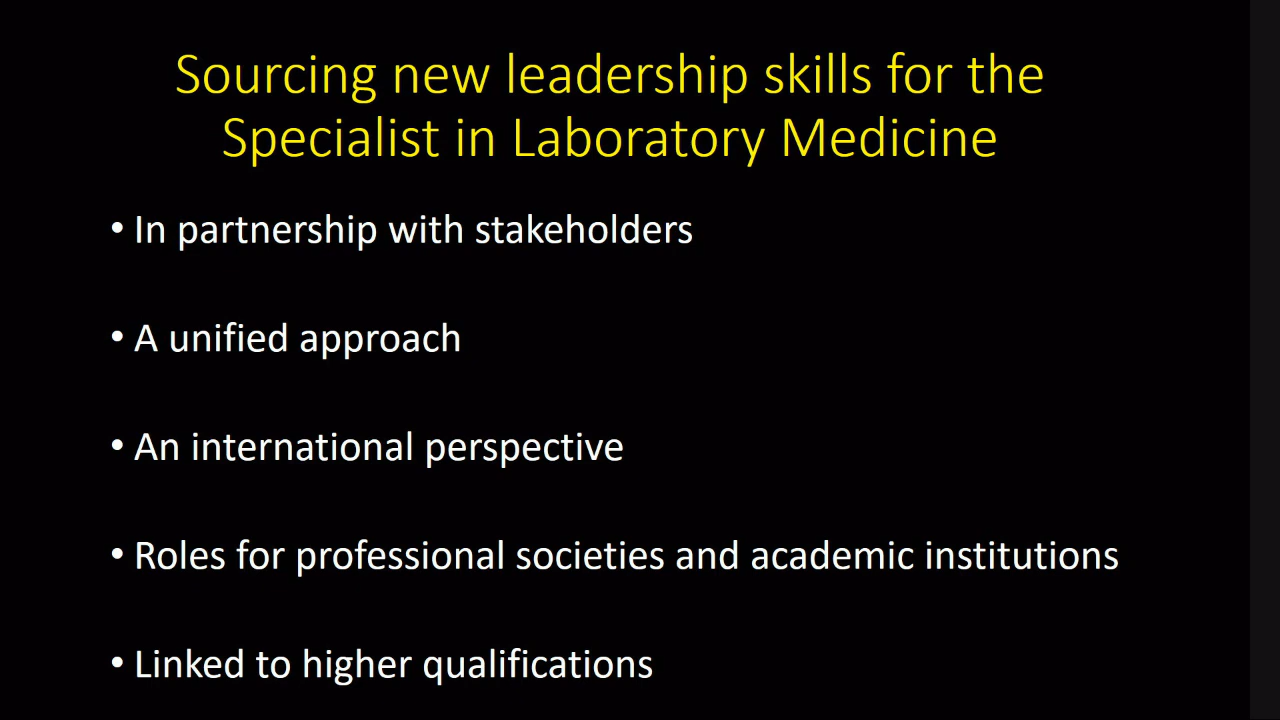 Sourcing new leadership skills for the
Specialist in Laboratory Medicine
• In partnership with stakeholders
• A unified approach
• An international perspective
• Roles for professional societies and academic institutions
• Linked to higher qualifications